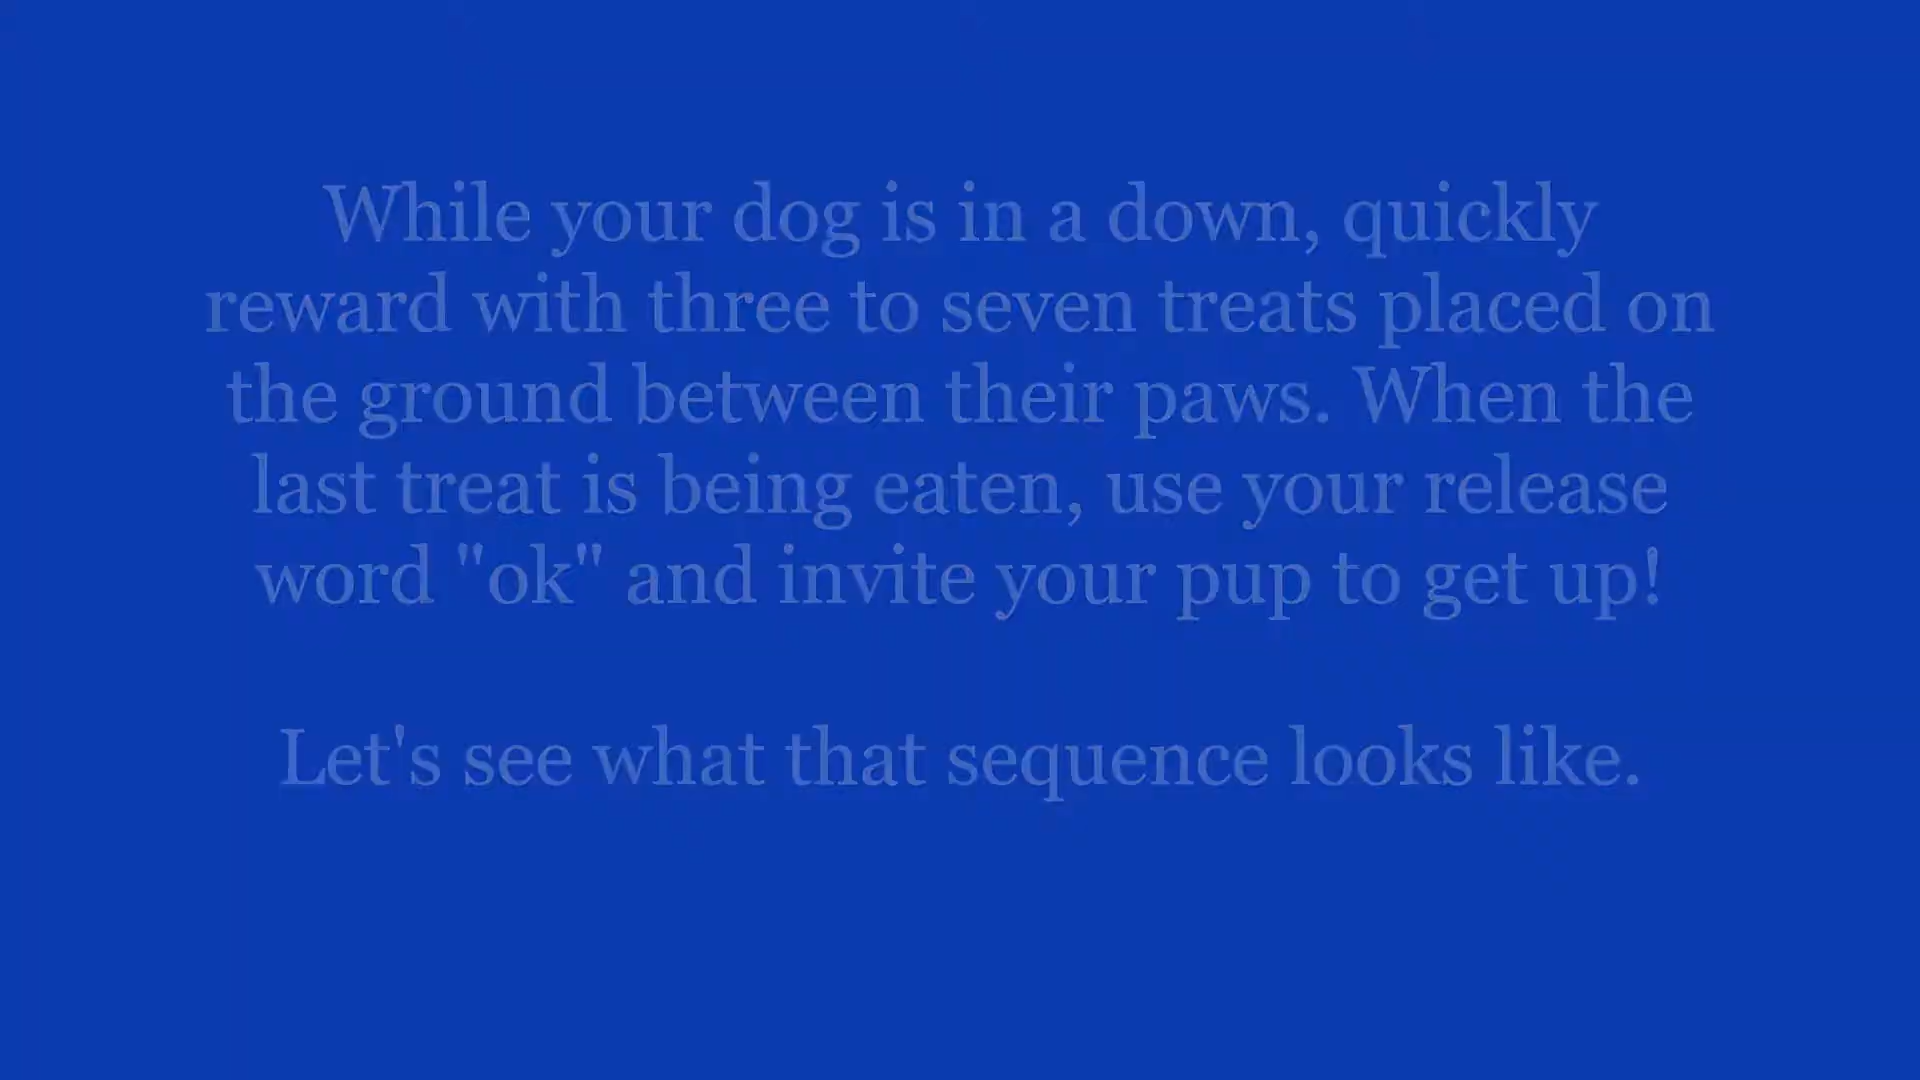 While your dog is in a down, quickly
reward with three to seven treats placed on
the ground between their paws. When the
last treat is being eaten, use your release
word "ok" and invite your pup to get up!
Let's see what that sequence looks like.